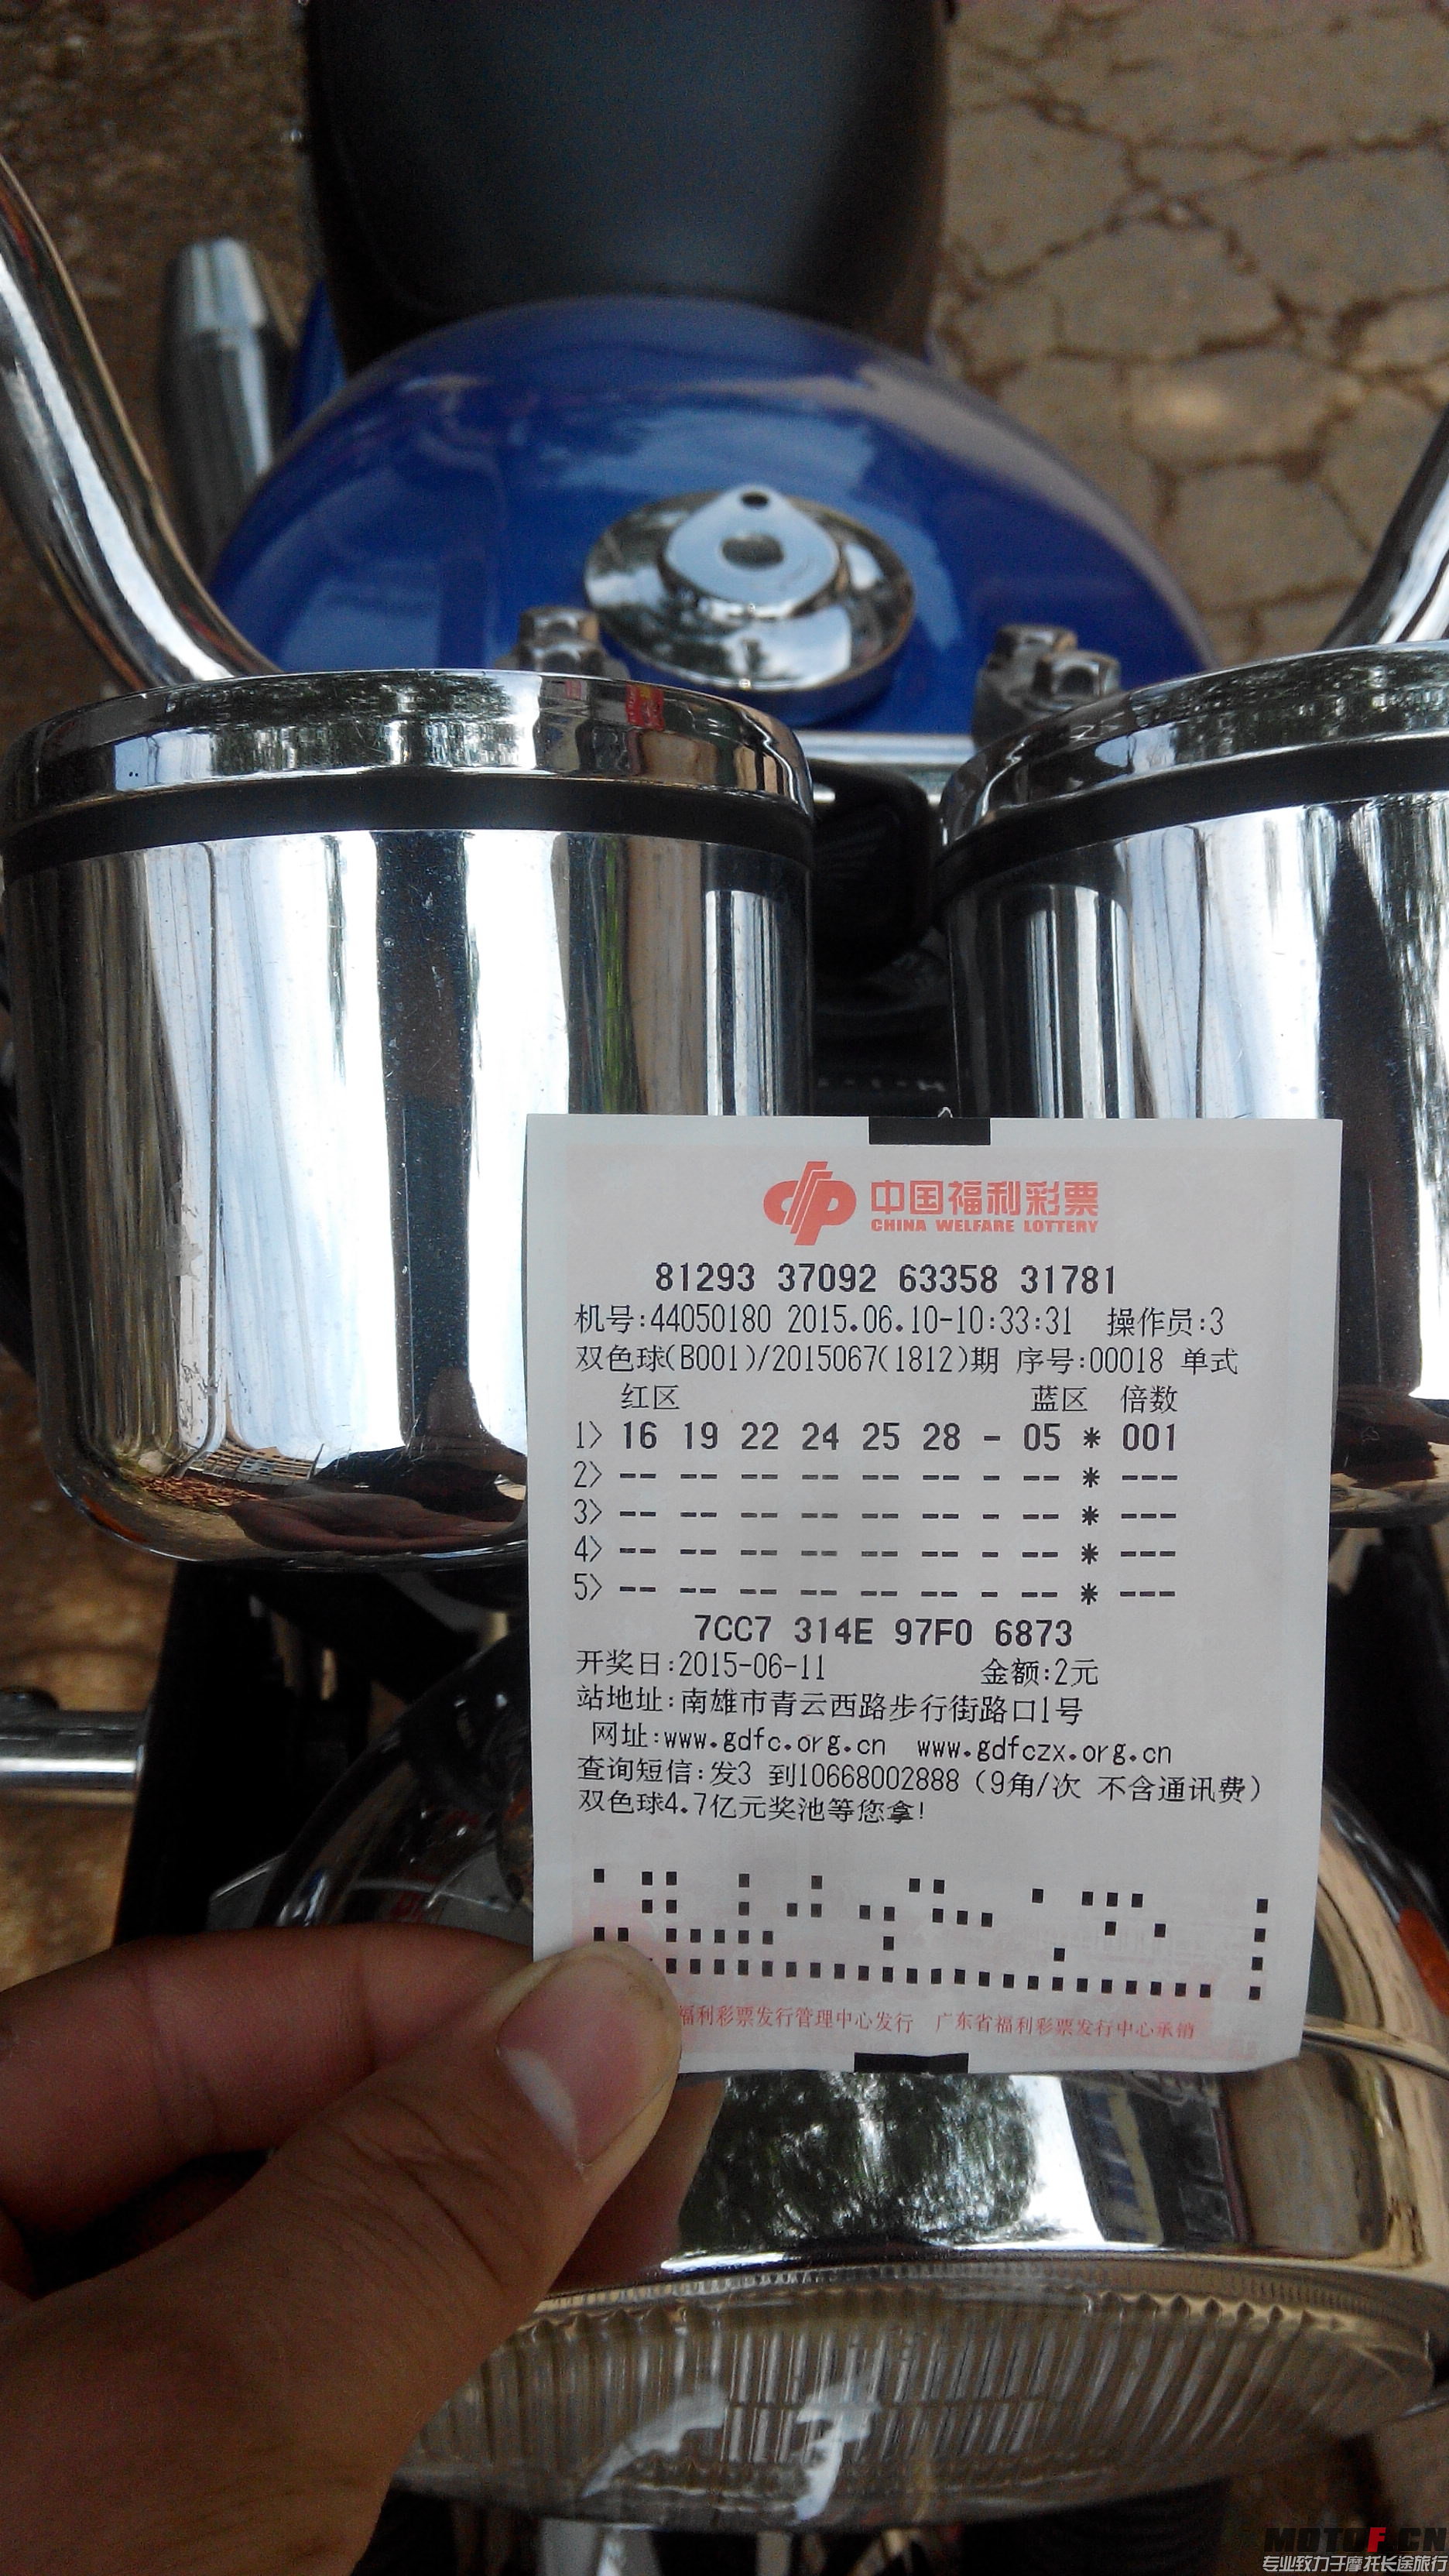 中国福利彩票
CHINA WELFARE LOTTERY
81293 37092 63358 31781
机号:44050180 2015.06.10-10:33:31 操作员:3
双色球(B001)/2015067(1812)期 序号:00018 单式
红区 蓝区 倍数
1> 16 19 22 24 25 28 - 05 * 001
2> -- -- -- -- -- -- - -- * ---
3> -- -- -- -- -- -- - -- * ---
4> -- -- -- -- -- -- - -- * ---
5> -- -- -- -- -- -- - -- * ---
7CC7 314E 97F0 6873
开奖日:2015-06-11 金额:2元
站地址:南雄市青云西路步行街路口1号
网址:www.gdfc.org.cn www.gdfczx.org.cn
查询短信:发3 到10668002888（9角/次 不含通讯费）
双色球4.7亿元奖池等您拿!
福利彩票发行管理中心发行 广东省福利彩票发行中心承销
MOTOF.CN
专业致力于摩托长途旅行